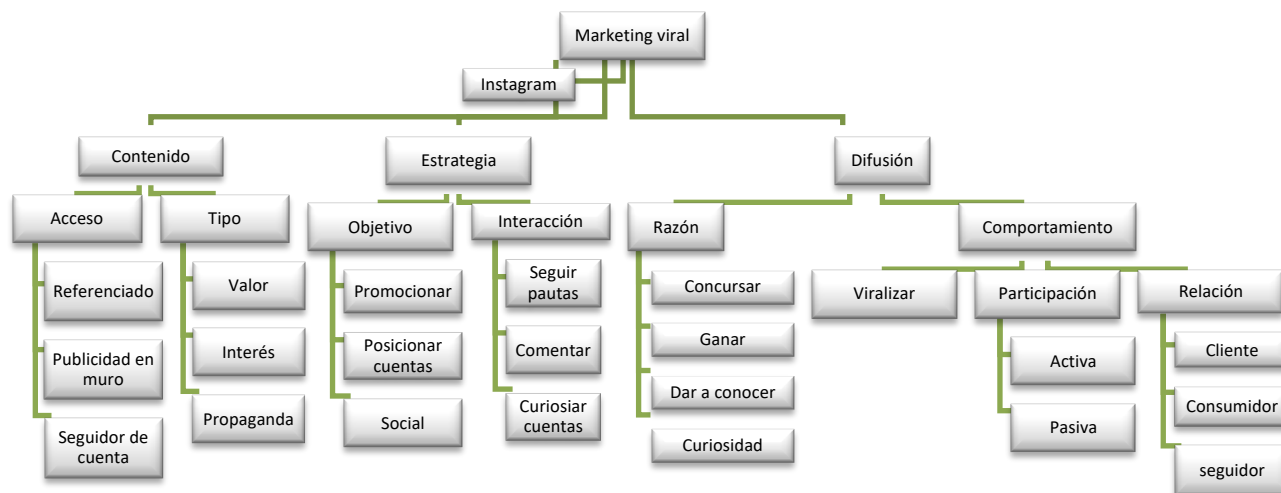 Marketing viral
Instagram
Contenido
Estrategia
Difusión
Acceso
Tipo
Objetivo
Interacción
Razón
Comportamiento
Referenciado
Publicidad en
muro
Seguidor de
cuenta
Valor
Interés
Propaganda
Promocionar
Posicionar
cuentas
Social
Seguir
pautas
Comentar
Curiosiar
cuentas
Concursar
Ganar
Dar a conocer
Curiosidad
Viralizar
Participación
Relación
Activa
Pasiva
Cliente
Consumidor
seguidor